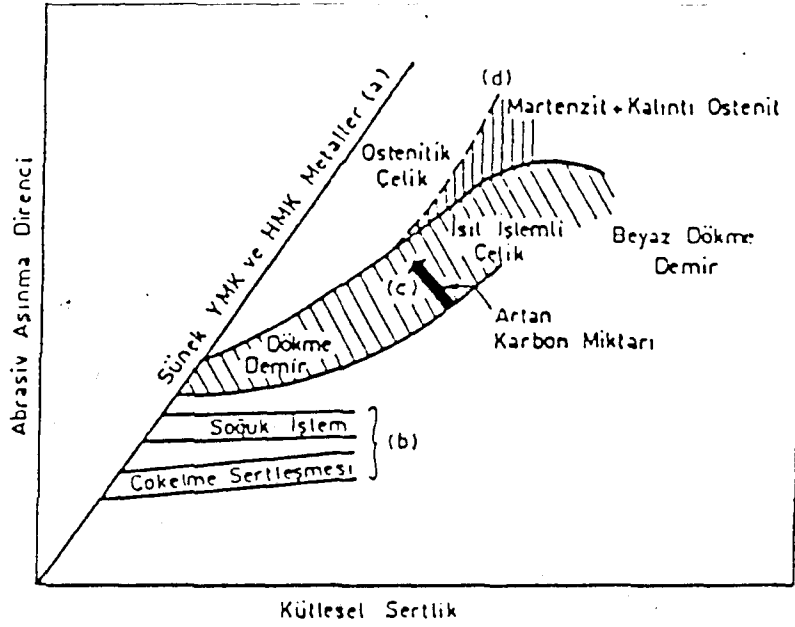 Abrasiv Aşınma Direnci
Sünek YMK ve HMK Metaller (a)
(d)
Martenzit + Kalıntı Ostenit
Ostenitik
Çelik
Isıl İşlemli
Çelik
Beyaz Dökme
Demir
(c)
Artan
Karbon Miktarı
Dökme
Demir
Soğuk İşlem
(b)
Çökelme Sertleşmesi
Kütlesel Sertlik